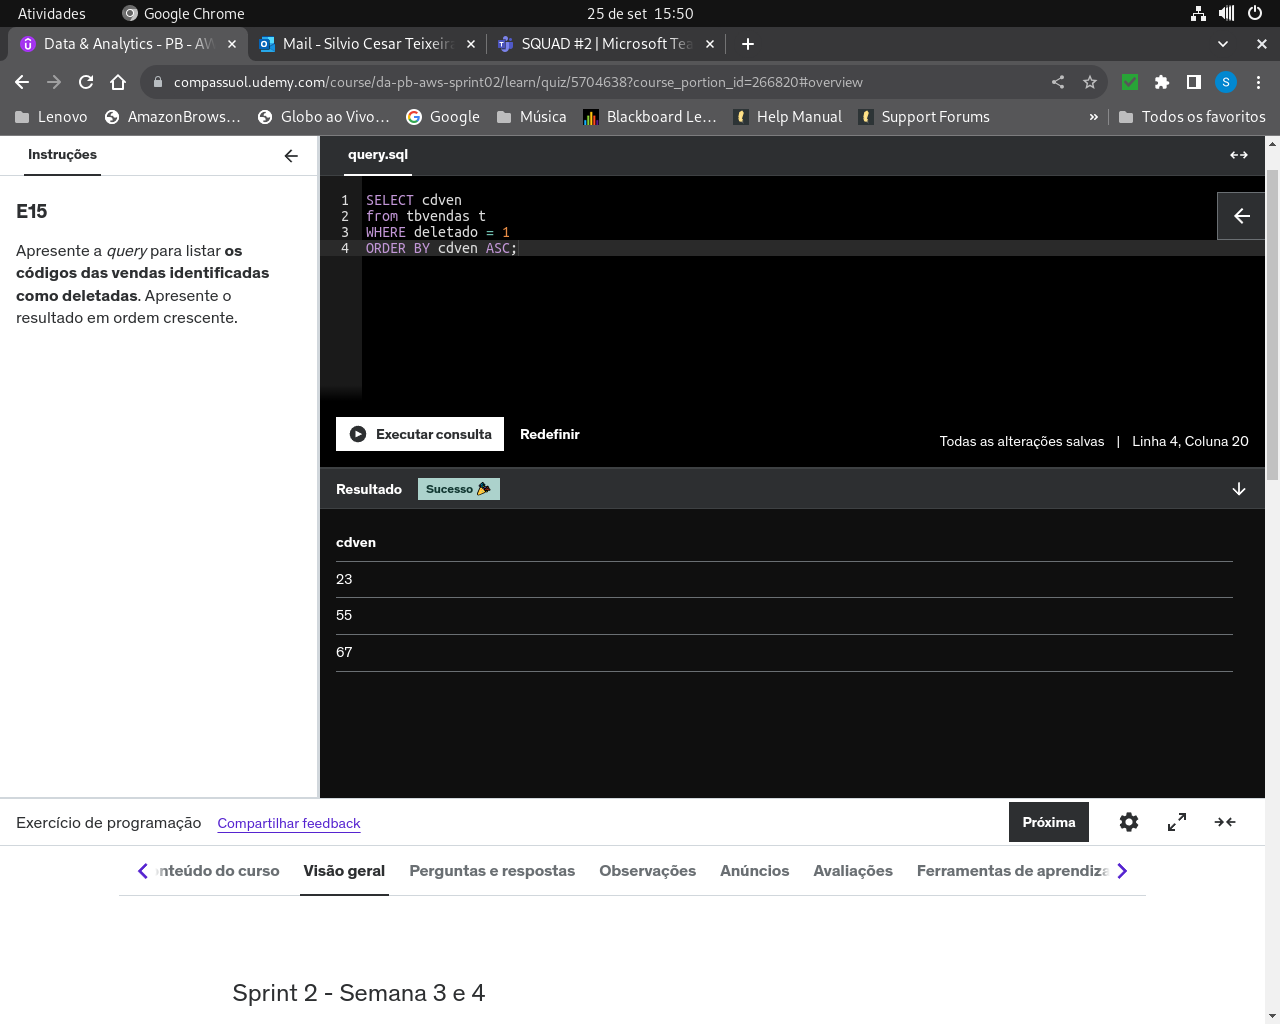 Atividades
Google Chrome
25 de set 15:50
Data & Analytics - PB - AW
Mail - Silvio Cesar Teixeira
SQUAD #2 | Microsoft Tea
compassuol.udemy.com/course/da-pb-aws-sprint02/learn/quiz/5704638?course_portion_id=266820#overview
S
Lenovo
AmazonBrows...
Globo ao Vivo...
Google
Música
Blackboard Le...
Help Manual
Support Forums
»
Todos os favoritos
Instruções
query.sql
E15
Apresente a query para listar os
códigos das vendas identificadas
como deletadas. Apresente o
resultado em ordem crescente.
1 SELECT cdven
2 from tbvendas t
3 WHERE deletado = 1
4 ORDER BY cdven ASC;
Executar consulta
Redefinir
Todas as alterações salvas | Linha 4, Coluna 20
Resultado
Sucesso
cdven
23
55
67
Exercício de programação
Compartilhar feedback
Próxima
nteúdo do curso
Visão geral
Perguntas e respostas
Observações
Anúncios
Avaliações
Ferramentas de aprendiza
Sprint 2 - Semana 3 e 4